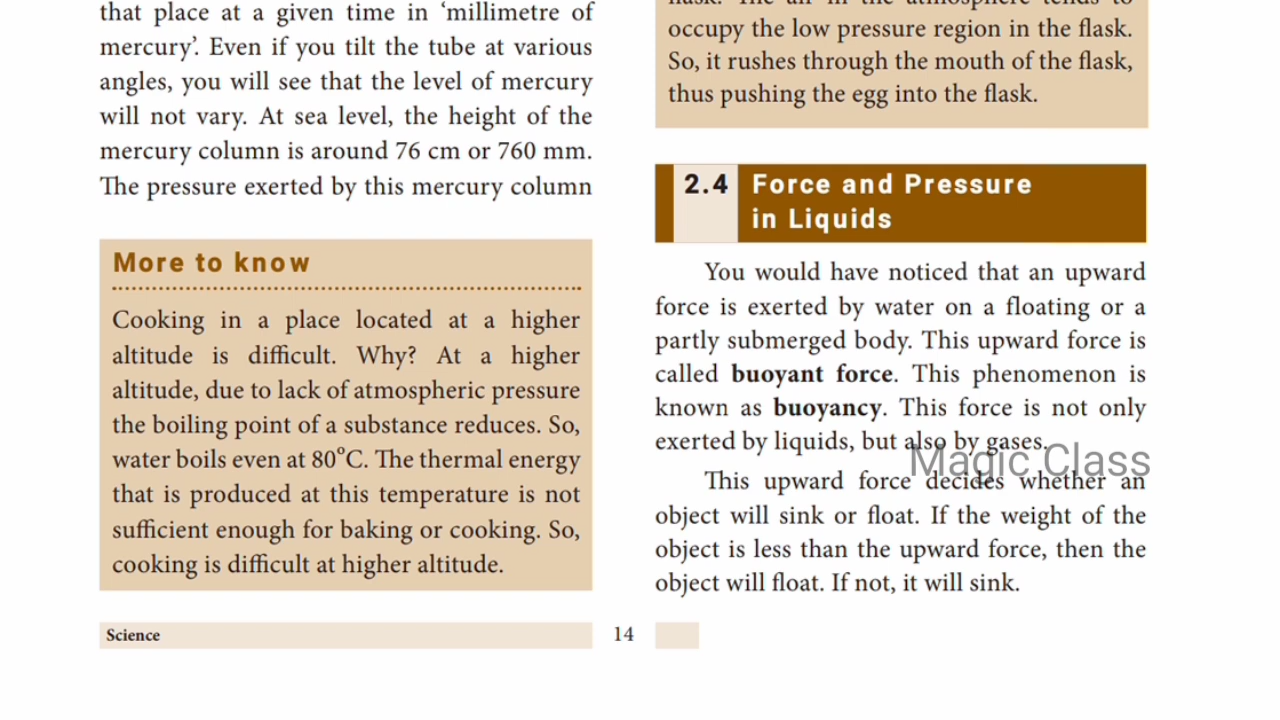 that place at a given time in ‘millimetre of
mercury’. Even if you tilt the tube at various
angles, you will see that the level of mercury
will not vary. At sea level, the height of the
mercury column is around 76 cm or 760 mm.
The pressure exerted by this mercury column
More to know
Cooking in a place located at a higher
altitude is difficult. Why? At a higher
altitude, due to lack of atmospheric pressure
the boiling point of a substance reduces. So,
water boils even at 80°C. The thermal energy
that is produced at this temperature is not
sufficient enough for baking or cooking. So,
cooking is difficult at higher altitude.
flask. The air in the atmosphere tends to
occupy the low pressure region in the flask.
So, it rushes through the mouth of the flask,
thus pushing the egg into the flask.
2.4 Force and Pressure
in Liquids
You would have noticed that an upward
force is exerted by water on a floating or a
partly submerged body. This upward force is
called buoyant force. This phenomenon is
known as buoyancy. This force is not only
exerted by liquids, but also by gases.
Magic Class
This upward force decides whether an
object will sink or float. If the weight of the
object is less than the upward force, then the
object will float. If not, it will sink.
Science
14